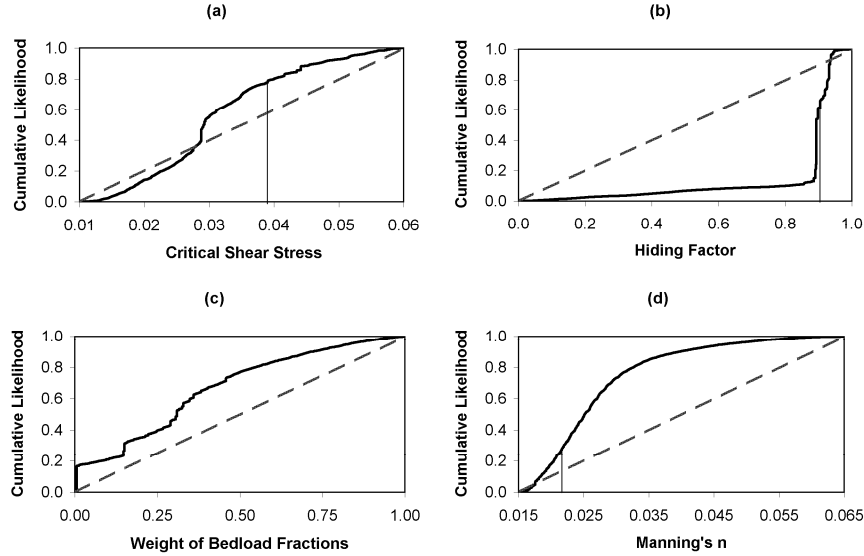 (a)
Cumulative Likelihood
1.0
0.8
0.6
0.4
0.2
0.0
0.01 0.02 0.03 0.04 0.05 0.06
Critical Shear Stress
(b)
Cumulative Likelihood
1.0
0.8
0.6
0.4
0.2
0.0
0.0 0.2 0.4 0.6 0.8 1.0
Hiding Factor
(c)
Cumulative Likelihood
1.0
0.8
0.6
0.4
0.2
0.0
0.00 0.25 0.50 0.75 1.00
Weight of Bedload Fractions
(d)
Cumulative Likelihood
1.0
0.8
0.6
0.4
0.2
0.0
0.015 0.025 0.035 0.045 0.055 0.065
Manning's n